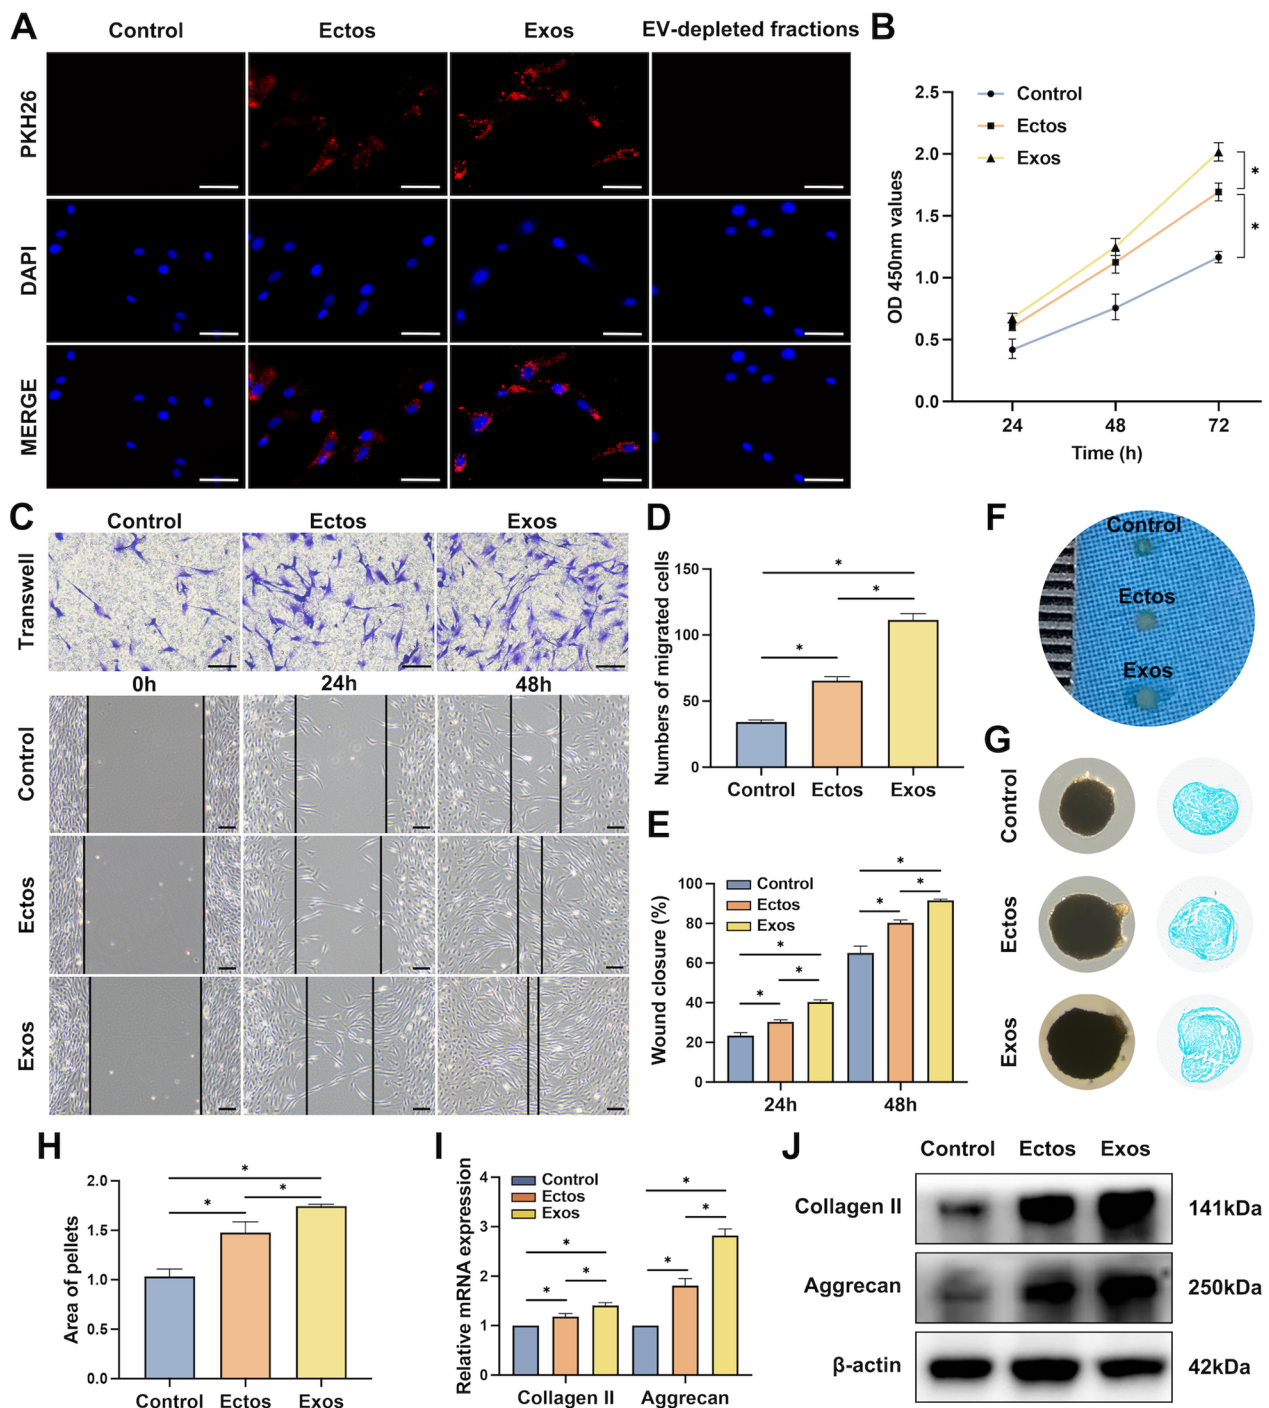 A
Control
Ectos
Exos
EV-depleted fractions
PKH26
DAPI
MERGE
B
Control
Ectos
Exos
OD 450nm values
2.5
2.0
1.5
1.0
0.5
0.0
*
*
24
48
72
Time (h)
C
Control
Ectos
Exos
Transwell
0h
24h
48h
Control
Ectos
Exos
D
Numbers of migrated cells
150
100
50
0
*
*
*
Control
Ectos
Exos
E
Wound closure (%)
100
80
60
40
20
0
Control
Ectos
Exos
*
*
*
*
*
*
24h
48h
F
Control
Ectos
Exos
G
Control
Ectos
Exos
H
Area of pellets
2.0
1.5
1.0
0.5
0.0
*
*
*
Control
Ectos
Exos
I
Relative mRNA expression
4
3
2
1
0
Control
Ectos
Exos
*
*
*
*
*
*
Collagen II
Aggrecan
J
Control
Ectos
Exos
Collagen II
141kDa
Aggrecan
250kDa
β-actin
42kDa